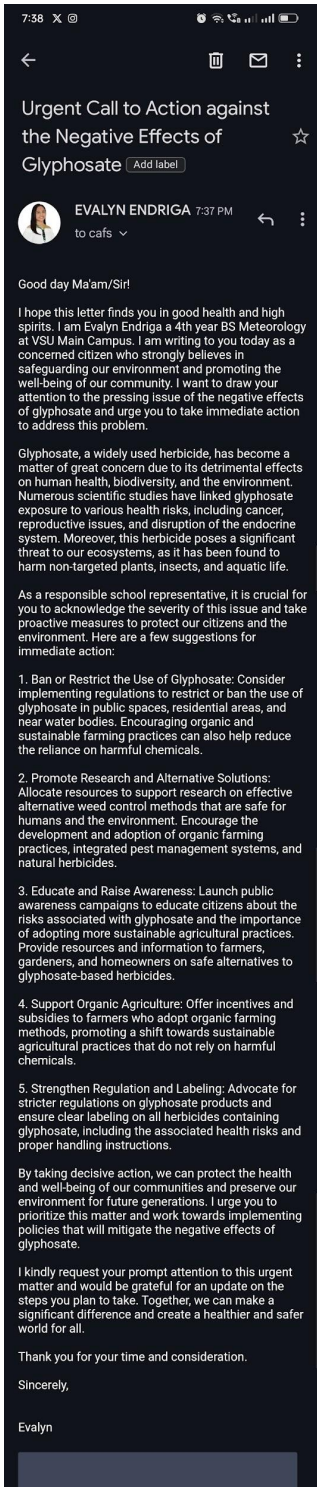 7:38
Urgent Call to Action against
the Negative Effects of
Glyphosate Add label
EVALYN ENDRIGA 7:37 PM
to cafs
Good day Ma'am/Sir!
I hope this letter finds you in good health and high
spirits. I am Evalyn Endriga a 4th year BS Meteorology
at VSU Main Campus. I am writing to you today as a
concerned citizen who strongly believes in
safeguarding our environment and promoting the
well-being of our community. I want to draw your
attention to the pressing issue of the negative effects
of glyphosate and urge you to take immediate action
to address this problem.
Glyphosate, a widely used herbicide, has become a
matter of great concern due to its detrimental effects
on human health, biodiversity, and the environment.
Numerous scientific studies have linked glyphosate
exposure to various health risks, including cancer,
reproductive issues, and disruption of the endocrine
system. Moreover, this herbicide poses a significant
threat to our ecosystems, as it has been found to
harm non-targeted plants, insects, and aquatic life.
As a responsible school representative, it is crucial for
you to acknowledge the severity of this issue and take
proactive measures to protect our citizens and the
environment. Here are a few suggestions for
immediate action:
1. Ban or Restrict the Use of Glyphosate: Consider
implementing regulations to restrict or ban the use of
glyphosate in public spaces, residential areas, and
near water bodies. Encouraging organic and
sustainable farming practices can also help reduce
the reliance on harmful chemicals.
2. Promote Research and Alternative Solutions:
Allocate resources to support research on effective
alternative weed control methods that are safe for
humans and the environment. Encourage the
development and adoption of organic farming
practices, integrated pest management systems, and
natural herbicides.
3. Educate and Raise Awareness: Launch public
awareness campaigns to educate citizens about the
risks associated with glyphosate and the importance
of adopting more sustainable agricultural practices.
Provide resources and information to farmers,
gardeners, and homeowners on safe alternatives to
glyphosate-based herbicides.
4. Support Organic Agriculture: Offer incentives and
subsidies to farmers who adopt organic farming
methods, promoting a shift towards sustainable
agricultural practices that do not rely on harmful
chemicals.
5. Strengthen Regulation and Labeling: Advocate for
stricter regulations on glyphosate products and
ensure clear labeling on all herbicides containing
glyphosate, including the associated health risks and
proper handling instructions.
By taking decisive action, we can protect the health
and well-being of our communities and preserve our
environment for future generations. I urge you to
prioritize this matter and work towards implementing
policies that will mitigate the negative effects of
glyphosate.
I kindly request your prompt attention to this urgent
matter and would be grateful for an update on the
steps you plan to take. Together, we can make a
significant difference and create a healthier and safer
world for all.
Thank you for your time and consideration.
Sincerely,
Evalyn